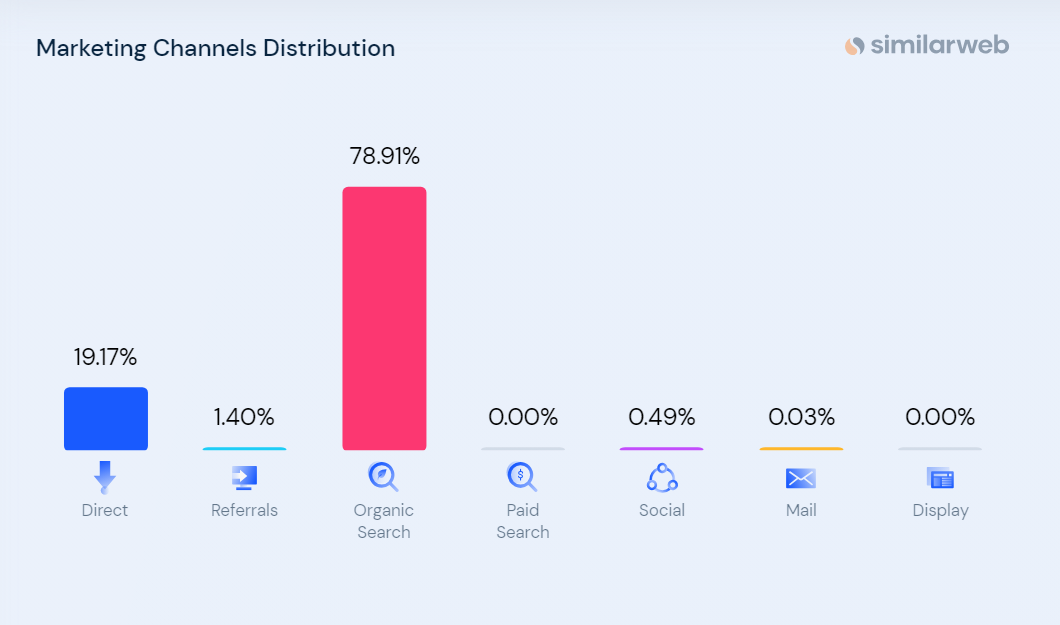 Marketing Channels Distribution
similarweb
78.91%
19.17%
1.40%
0.00%
0.49%
0.03%
0.00%
$
Direct
Referrals
Organic
Search
Paid
Search
Social
Mail
Display